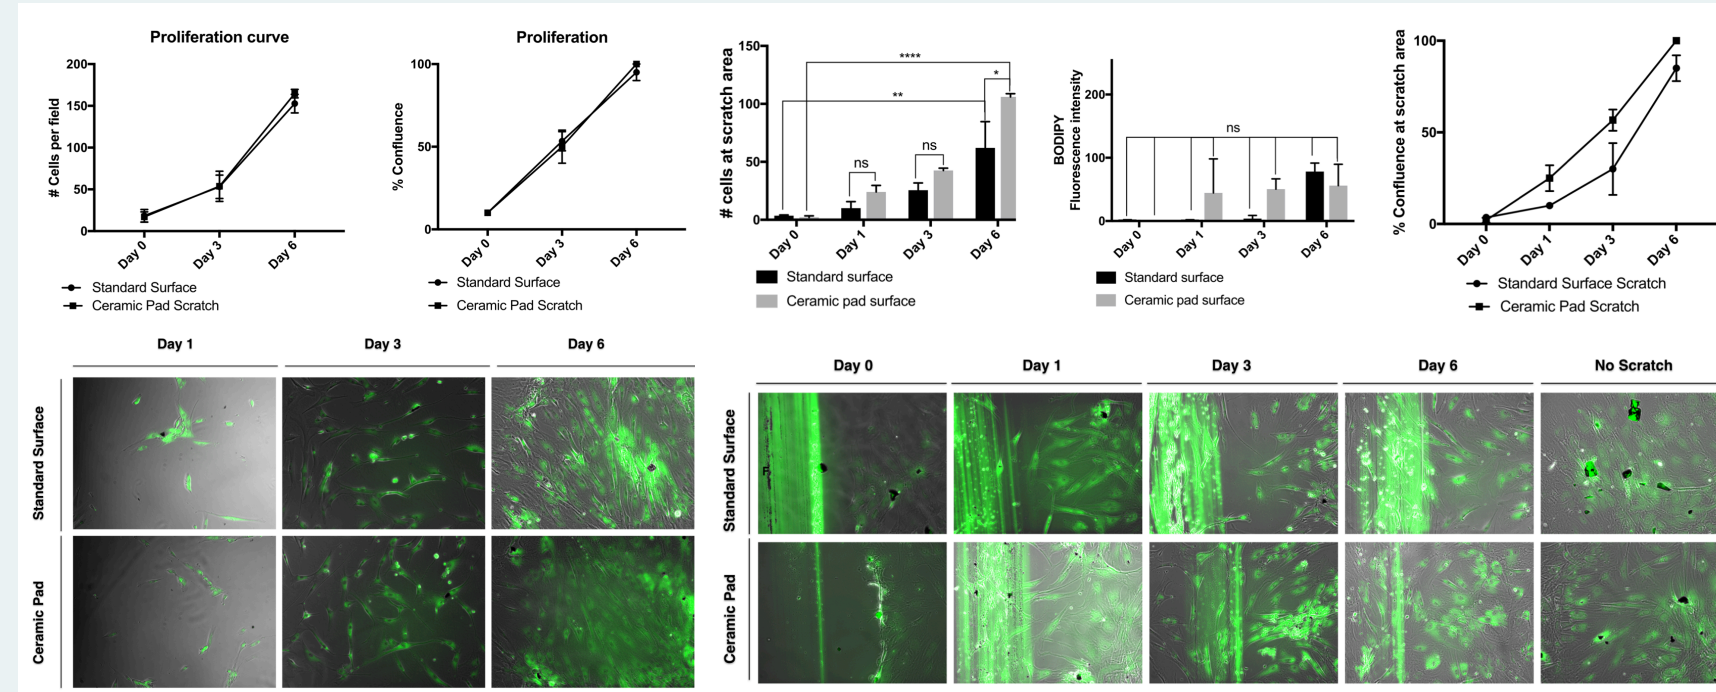 Proliferation curve
# Cells per field
200
150
100
50
0
Day 0
Day 3
Day 6
Standard Surface
Ceramic Pad Scratch
Proliferation
% Confluence
100
50
0
Day 0
Day 3
Day 6
Standard Surface
Ceramic Pad Scratch
# cells at scratch area
150
100
50
0
****
**
*
ns
ns
Day 0
Day 1
Day 3
Day 6
Standard surface
Ceramic pad surface
BODIPY
Fluorescence intensity
200
100
0
ns
Day 0
Day 1
Day 3
Day 6
Standard surface
Ceramic pad surface
% Confluence at scratch area
100
50
0
Day 0
Day 1
Day 3
Day 6
Standard Surface Scratch
Ceramic Pad Scratch
Day 1
Day 3
Day 6
Standard Surface
Ceramic Pad
Day 0
Day 1
Day 3
Day 6
No Scratch
Standard Surface
Ceramic Pad